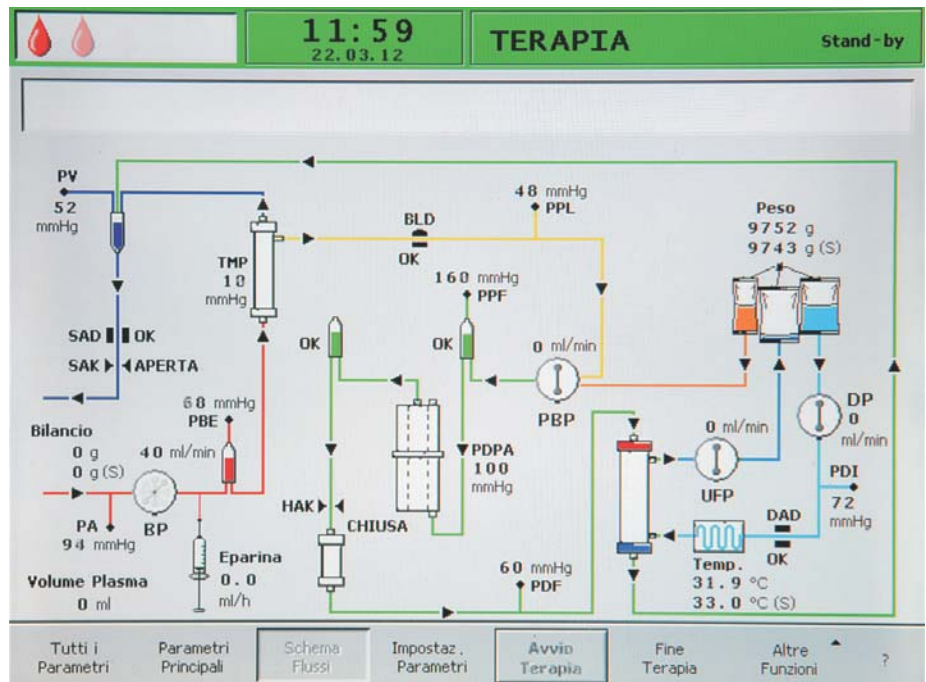 11:59
22.03.12
TERAPIA
Stand-by
PV
52
mmHg
TMP
10
mmHg
BLD
OK
48 mmHg
PPL
Peso
9752 g
9743 g(S)
160 mmHg
PPF
SAD OK
SAK APERTA
OK
OK
0 ml/min
PBP
DP
0
ml/min
68 mmHg
PBE
Bilancio
0 g
0 g(S)
40 ml/min
BP
PA
94 mmHg
PDPA
100
mmHg
0 ml/min
UFP
PDI
72
mmHg
HAK
CHIUSA
DAD
OK
Eparina
0.0
ml/h
Volume Plasma
0 ml
60 mmHg
PDF
Temp.
31.9 °C
33.0 °C(S)
Tutti i
Parametri
Parametri
Principali
Schema
Flussi
Impostaz.
Parametri
Avvio
Terapia
Fine
Terapia
Altre
Funzioni
?